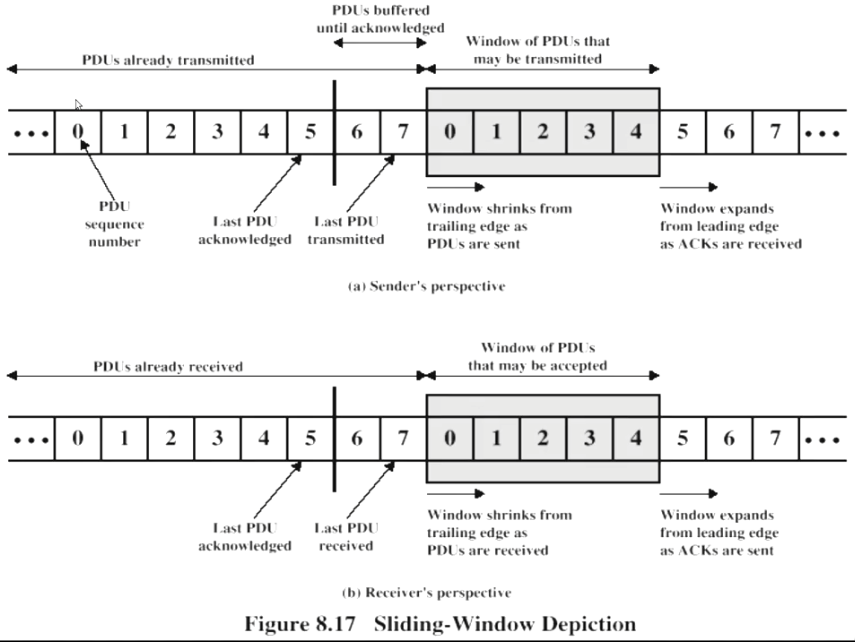 PDUs buffered
until acknowledged
PDUs already transmitted
Window of PDUs that
may be transmitted
••• 0 1 2 3 4 5 6 7 0 1 2 3 4 5 6 7 •••
PDU
sequence
number
Last PDU
acknowledged
Last PDU
transmitted
Window shrinks from
trailing edge as
PDUs are sent
Window expands
from leading edge
as ACKs are received
(a) Sender's perspective
PDUs already received
Window of PDUs
that may be accepted
••• 0 1 2 3 4 5 6 7 0 1 2 3 4 5 6 7 •••
Last PDU
acknowledged
Last PDU
received
Window shrinks from
trailing edge as
PDUs are received
Window expands
from leading edge
as ACKs are sent
(b) Receiver's perspective
Figure 8.17 Sliding-Window Depiction